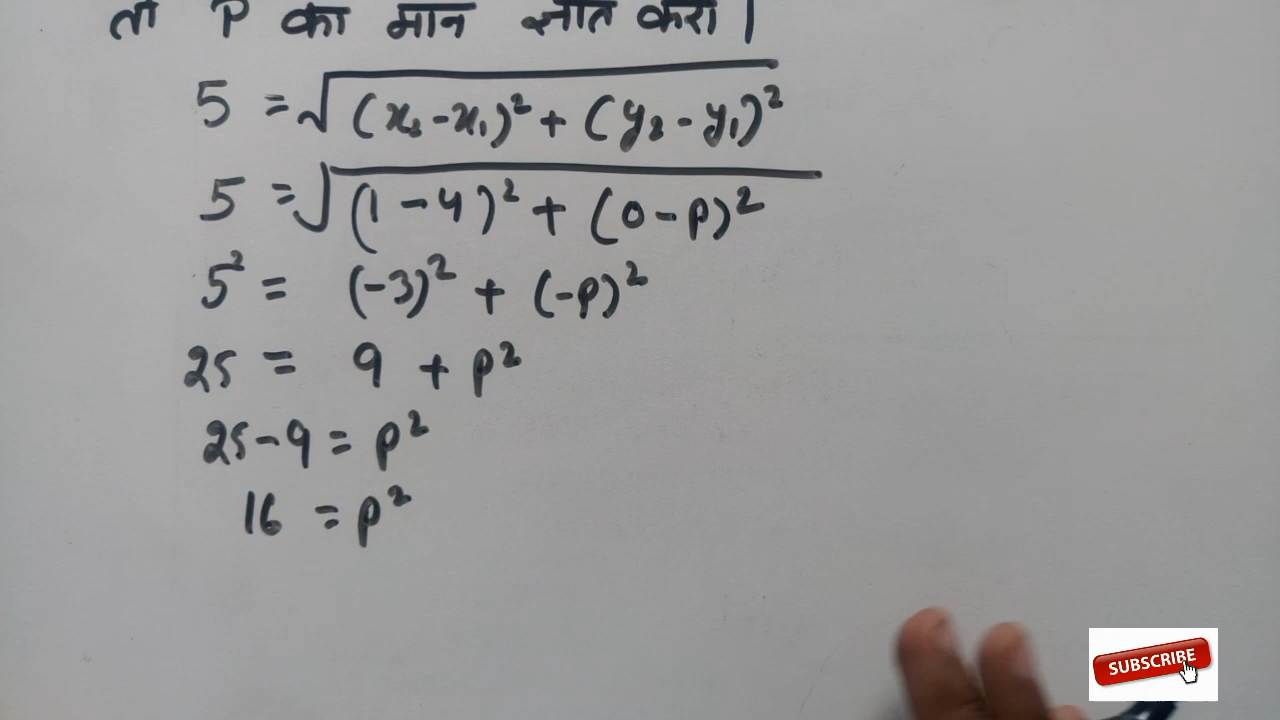 तो P का मान ज्ञात करो।
5 = √(x₂-x₁)² + (y₂-y₁)²
5 = √(1-4)² + (0-p)²
5² = (-3)² + (-p)²
25 = 9 + p²
25-9 = p²
16 = p²
SUBSCRIBE